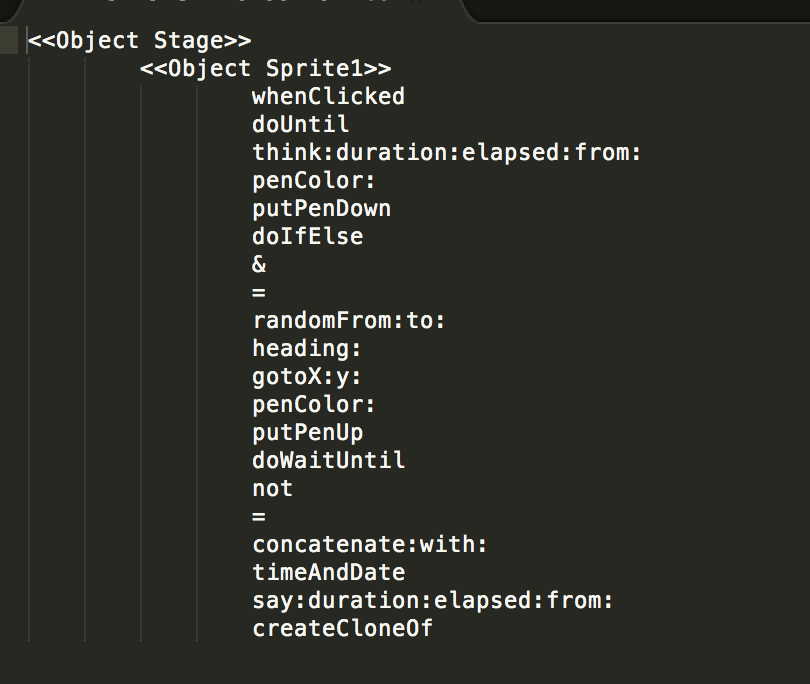 <<Object Stage>>
<<Object Sprite1>>
whenClicked
doUntil
think:duration:elapsed:from:
penColor:
putPenDown
doIfElse
&
=
randomFrom:to:
heading:
gotoX:y:
penColor:
putPenUp
doWaitUntil
not
=
concatenate:with:
timeAndDate
say:duration:elapsed:from:
createCloneOf